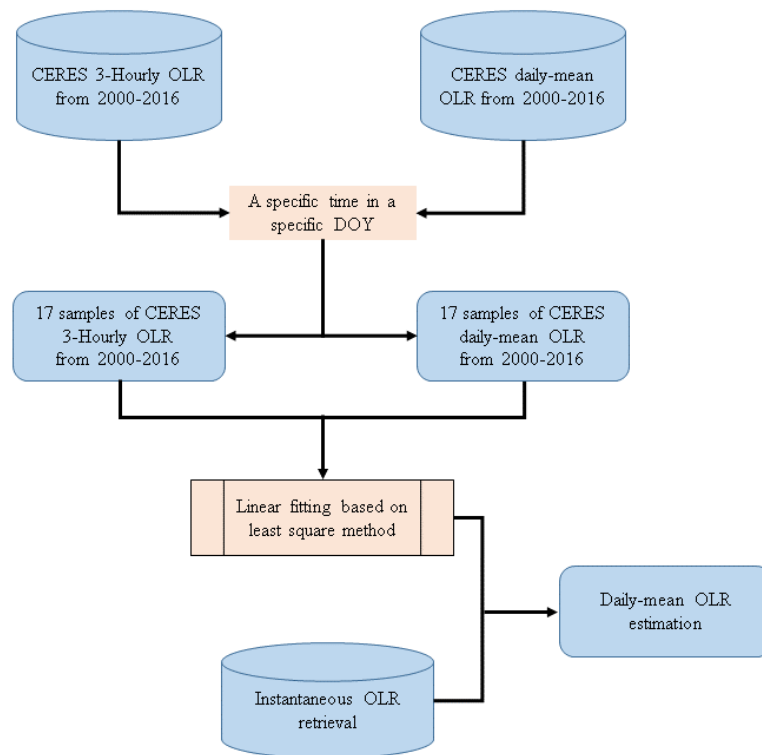 CERES 3-Hourly OLR
from 2000-2016
CERES daily-mean
OLR from 2000-2016
A specific time in a
specific DOY
17 samples of CERES
3-Hourly OLR
from 2000-2016
17 samples of CERES
daily-mean OLR
from 2000-2016
Linear fitting based on
least square method
Daily-mean OLR
estimation
Instantaneous OLR
retrieval